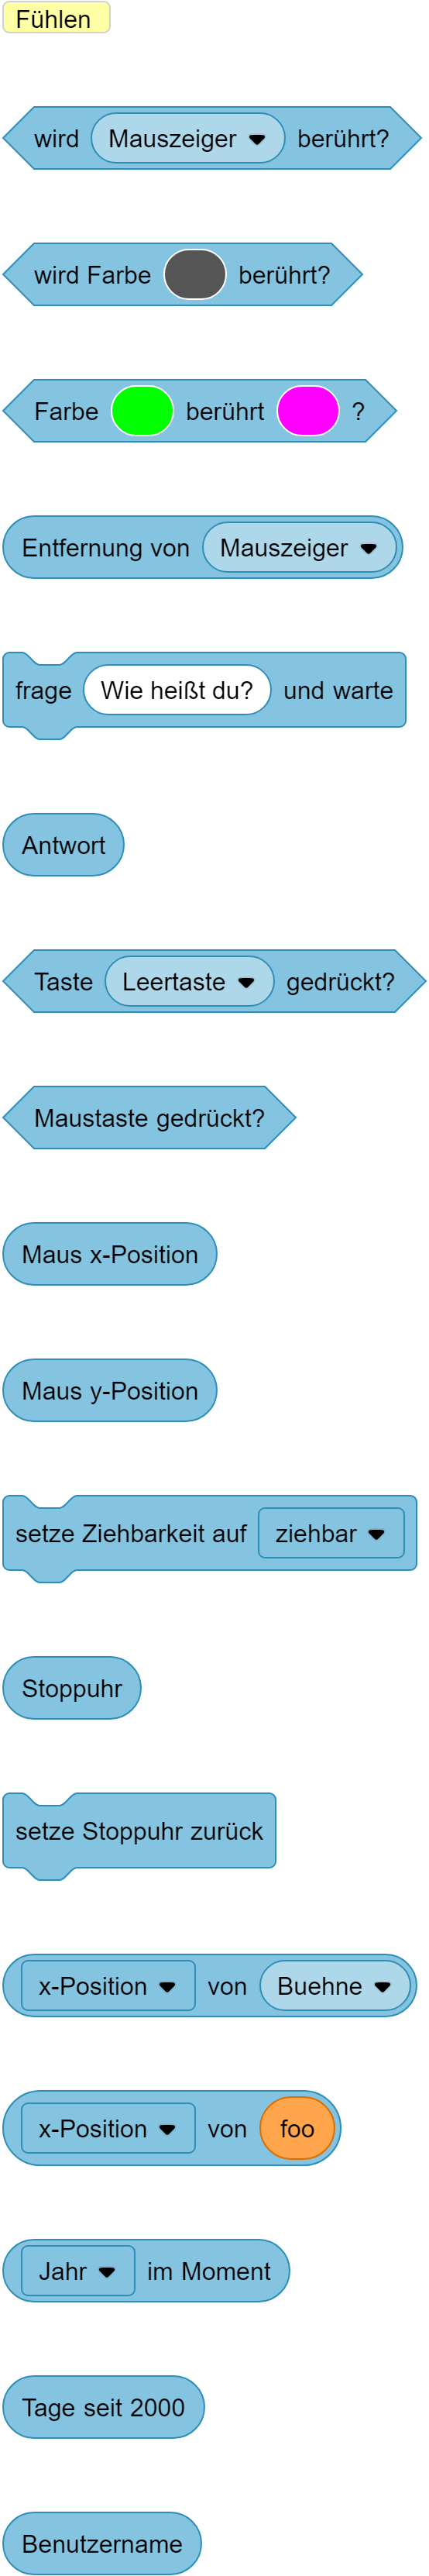 Fühlen
wird Mauszeiger berührt?
wird Farbe berührt?
Farbe berührt ?
Entfernung von Mauszeiger
frage Wie heißt du? und warte
Antwort
Taste Leertaste gedrückt?
Maustaste gedrückt?
Maus x-Position
Maus y-Position
setze Ziehbarkeit auf ziehbar
Stoppuhr
setze Stoppuhr zurück
x-Position von Buehne
x-Position von foo
Jahr im Moment
Tage seit 2000
Benutzername